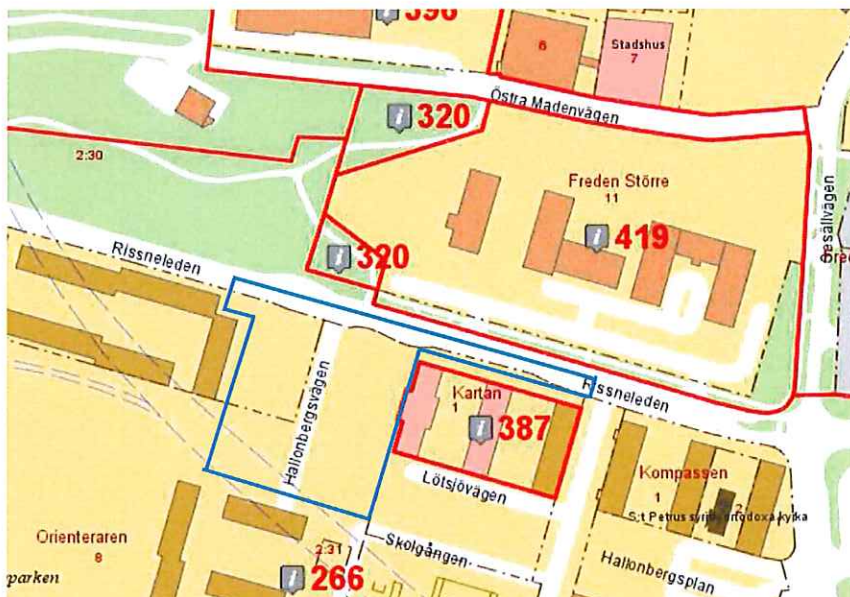 396
6
Stadshus
7
320
Östra Madenvägen
2:30
Freden Större
11
419
320
Rissneleden
Hallonbergsvägen
Rissneleden
Kartan
1
387
Lötsjövägen
Kompassen
1
2
Orienteraren
8
2:31
Skolgången
266
Hallonbergsplan
parken